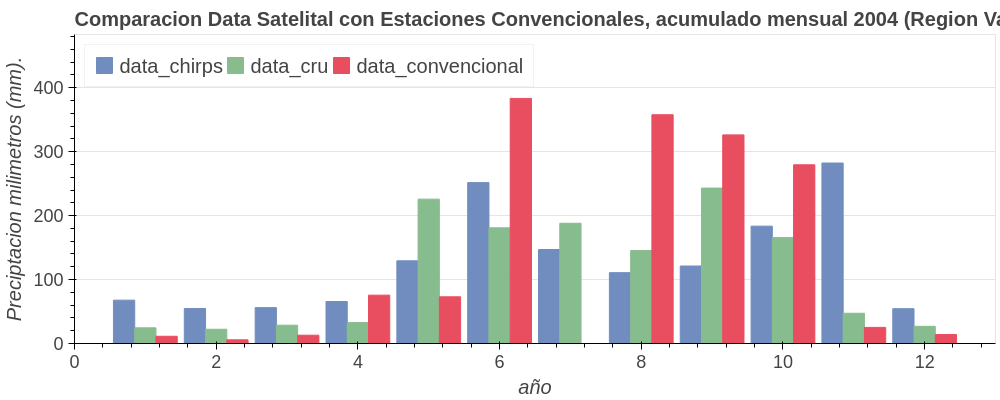 Comparacion Data Satelital con Estaciones Convencionales, acumulado mensual 2004 (Region Va
data_chirps data_cru data_convencional
Preciptacion milimetros (mm).
400
300
200
100
0
0 2 4 6 8 10 12
año